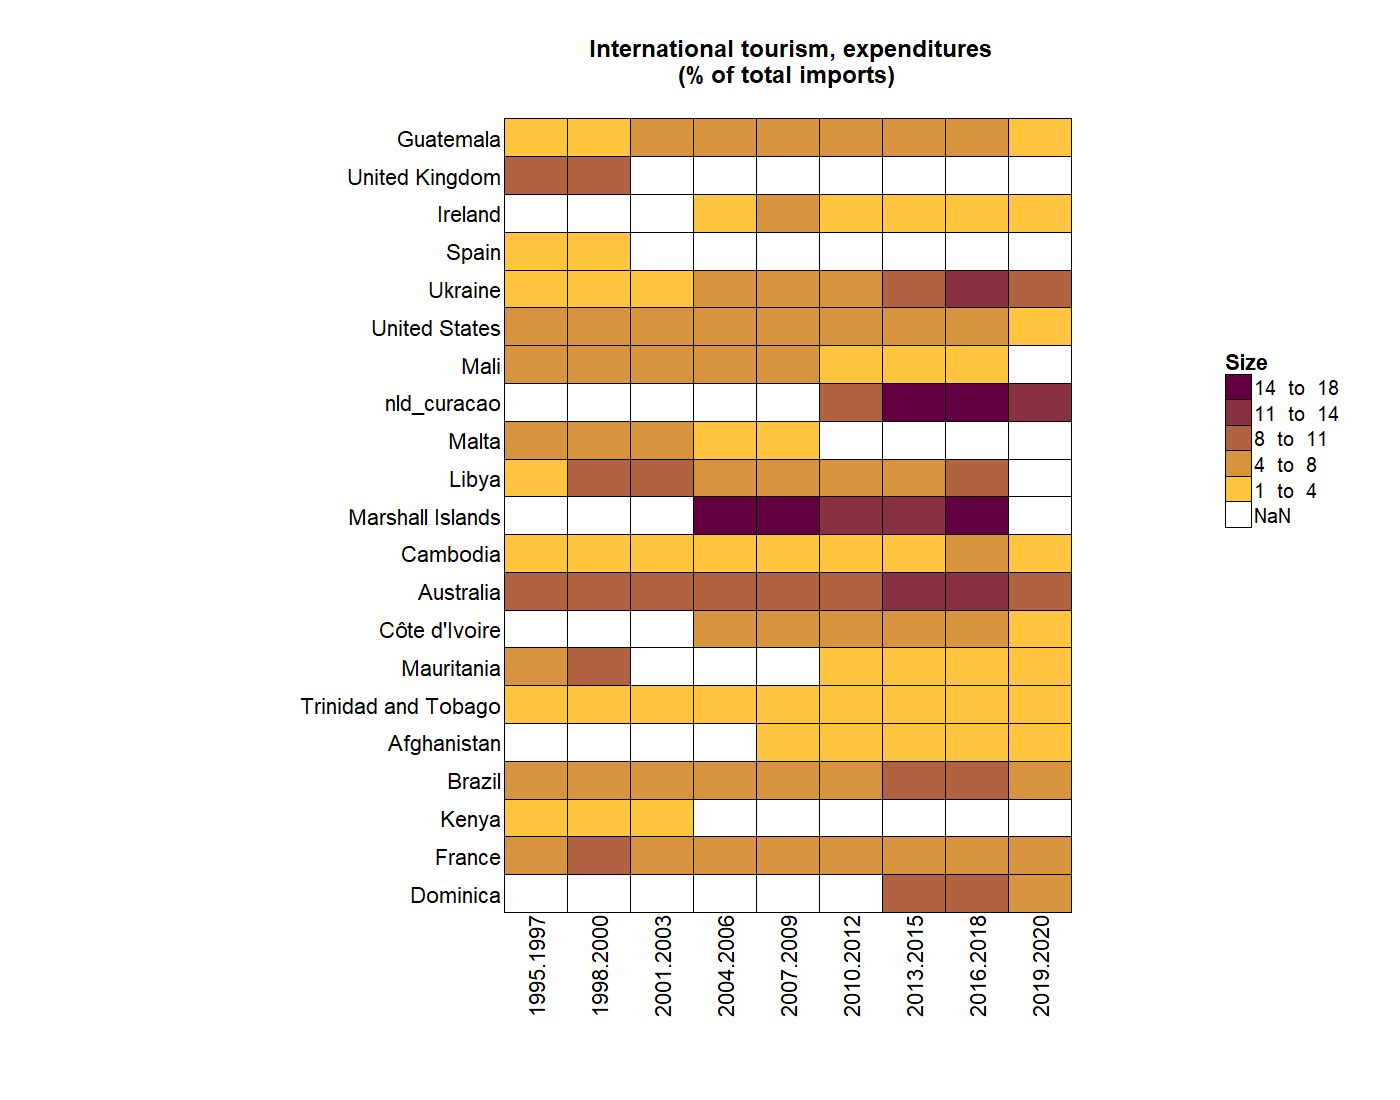 International tourism, expenditures
(% of total imports)
Guatemala
United Kingdom
Ireland
Spain
Ukraine
United States
Mali
nld_curacao
Malta
Libya
Marshall Islands
Cambodia
Australia
Côte d'Ivoire
Mauritania
Trinidad and Tobago
Afghanistan
Brazil
Kenya
France
Dominica
1995.1997
1998.2000
2001.2003
2004.2006
2007.2009
2010.2012
2013.2015
2016.2018
2019.2020
Size
14 to 18
11 to 14
8 to 11
4 to 8
1 to 4
NaN